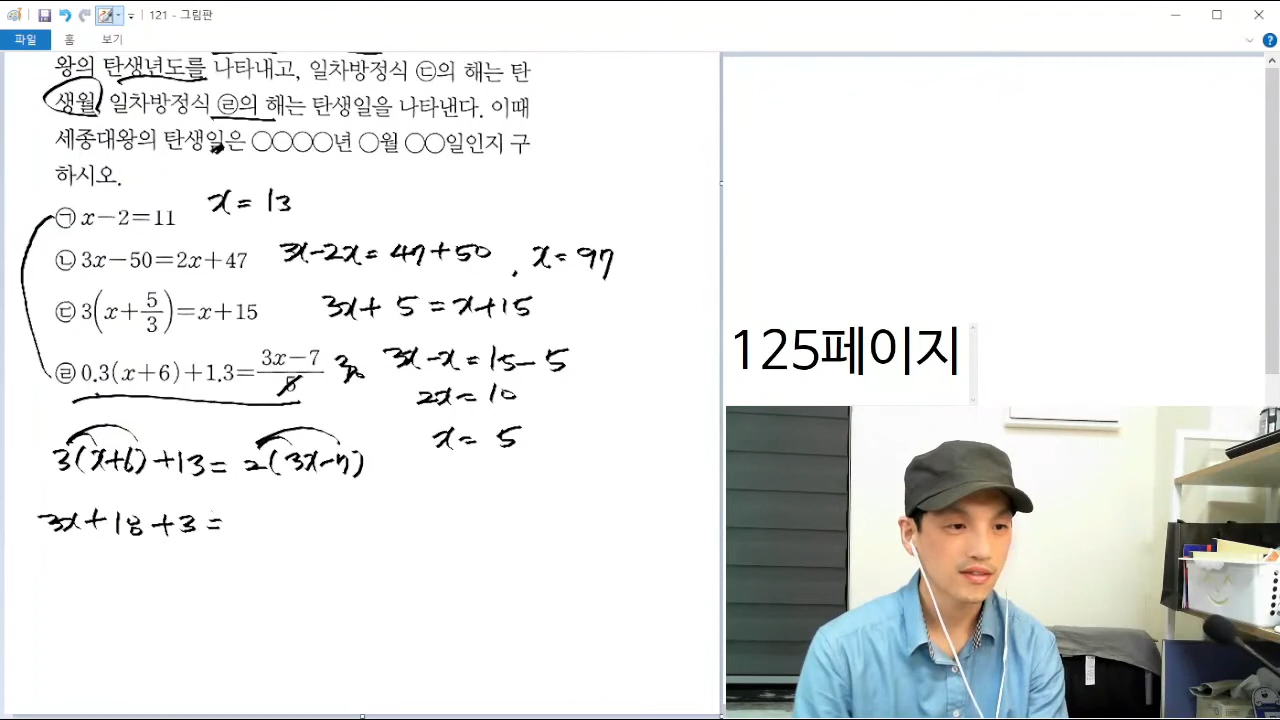 121 - 그림판
파일 홈 보기
왕의 탄생년도를 나타내고, 일차방정식 ㉢의 해는 탄
생월, 일차방정식 ㉣의 해는 탄생일을 나타낸다. 이때
세종대왕의 탄생일은 ○○○○년 ○월 ○○일인지 구
하시오.
㉠ x−2=11 x = 13
㉡ 3x−50=2x+47 3x−2x = 47+50, x = 97
㉢ 3(x+5/3)=x+15 3x+5 = x+15
㉣ 0.3(x+6)+1.3=(3x−7)/5 3x−x = 15−5
2x = 10
x = 5
3(x+6)+13 = 2(3x−7)
3x+18+3 =
125페이지